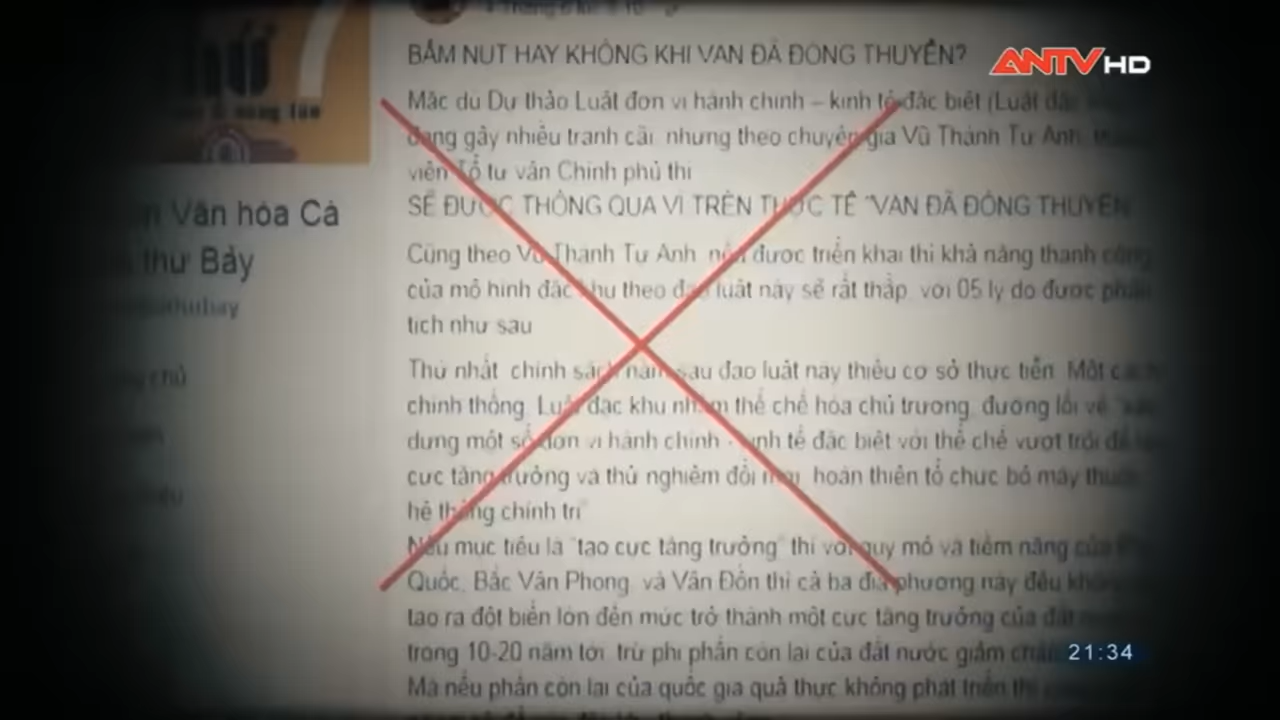 BẤM NÚT HAY KHÔNG KHI VÁN ĐÃ ĐÓNG THUYỀN?
ANTV HD
Mặc dù Dự thảo Luật đơn vị hành chính – kinh tế đặc biệt (Luật đặc
đang gây nhiều tranh cãi, nhưng theo chuyên gia Vũ Thành Tự Anh,
viên Tổ tư vấn Chính phủ thì
SẼ ĐƯỢC THÔNG QUA VÌ TRÊN THỰC TẾ "VÁN ĐÃ ĐÓNG THUYỀN
Văn hóa Cà
thứ Bảy
Cũng theo Vũ Thành Tự Anh, nếu được triển khai thì khả năng thành công
của mô hình đặc khu theo đạo luật này sẽ rất thấp, với 05 lý do được phân
tích như sau
Thứ nhất, chính sách nằm sau đạo luật này thiếu cơ sở thực tiễn. Một cách
chính thống, Luật đặc khu nhằm thể chế hóa chủ trương, đường lối về "xây
dựng một số đơn vị hành chính - kinh tế đặc biệt với thể chế vượt trội để
cực tăng trưởng và thử nghiệm đổi mới, hoàn thiện tổ chức bộ máy thuộc
hệ thống chính trị"
Nếu mục tiêu là "tạo cực tăng trưởng" thì với quy mô và tiềm năng của
Quốc, Bắc Vân Phong, và Vân Đồn thì cả ba địa phương này đều không
tạo ra đột biến lớn đến mức trở thành một cực tăng trưởng của đất
trong 10-20 năm tới, trừ phi phần còn lại của đất nước giảm
Mà nếu phần còn lại của quốc gia quả thực không phát triển thì
21:34